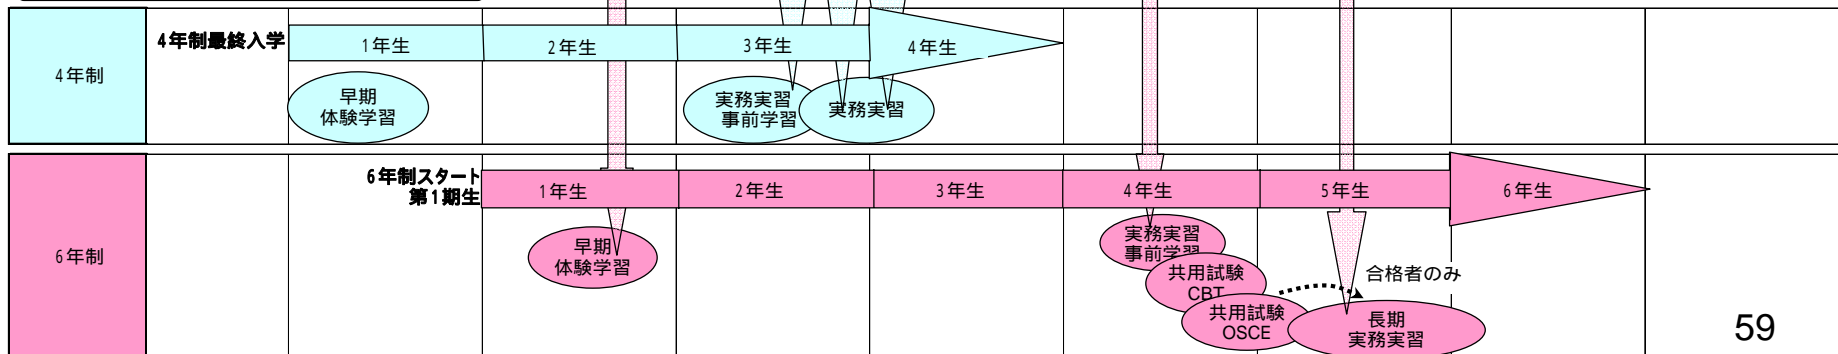 4年制
4年制最終入学
1年生
2年生
3年生
4年生
早期
体験学習
実務実習
事前学習
実務実習
6年制
6年制スタート
第1期生
1年生
2年生
3年生
4年生
5年生
6年生
早期
体験学習
実務実習
事前学習
共用試験
CBT
共用試験
OSCE
合格者のみ
長期
実務実習
59